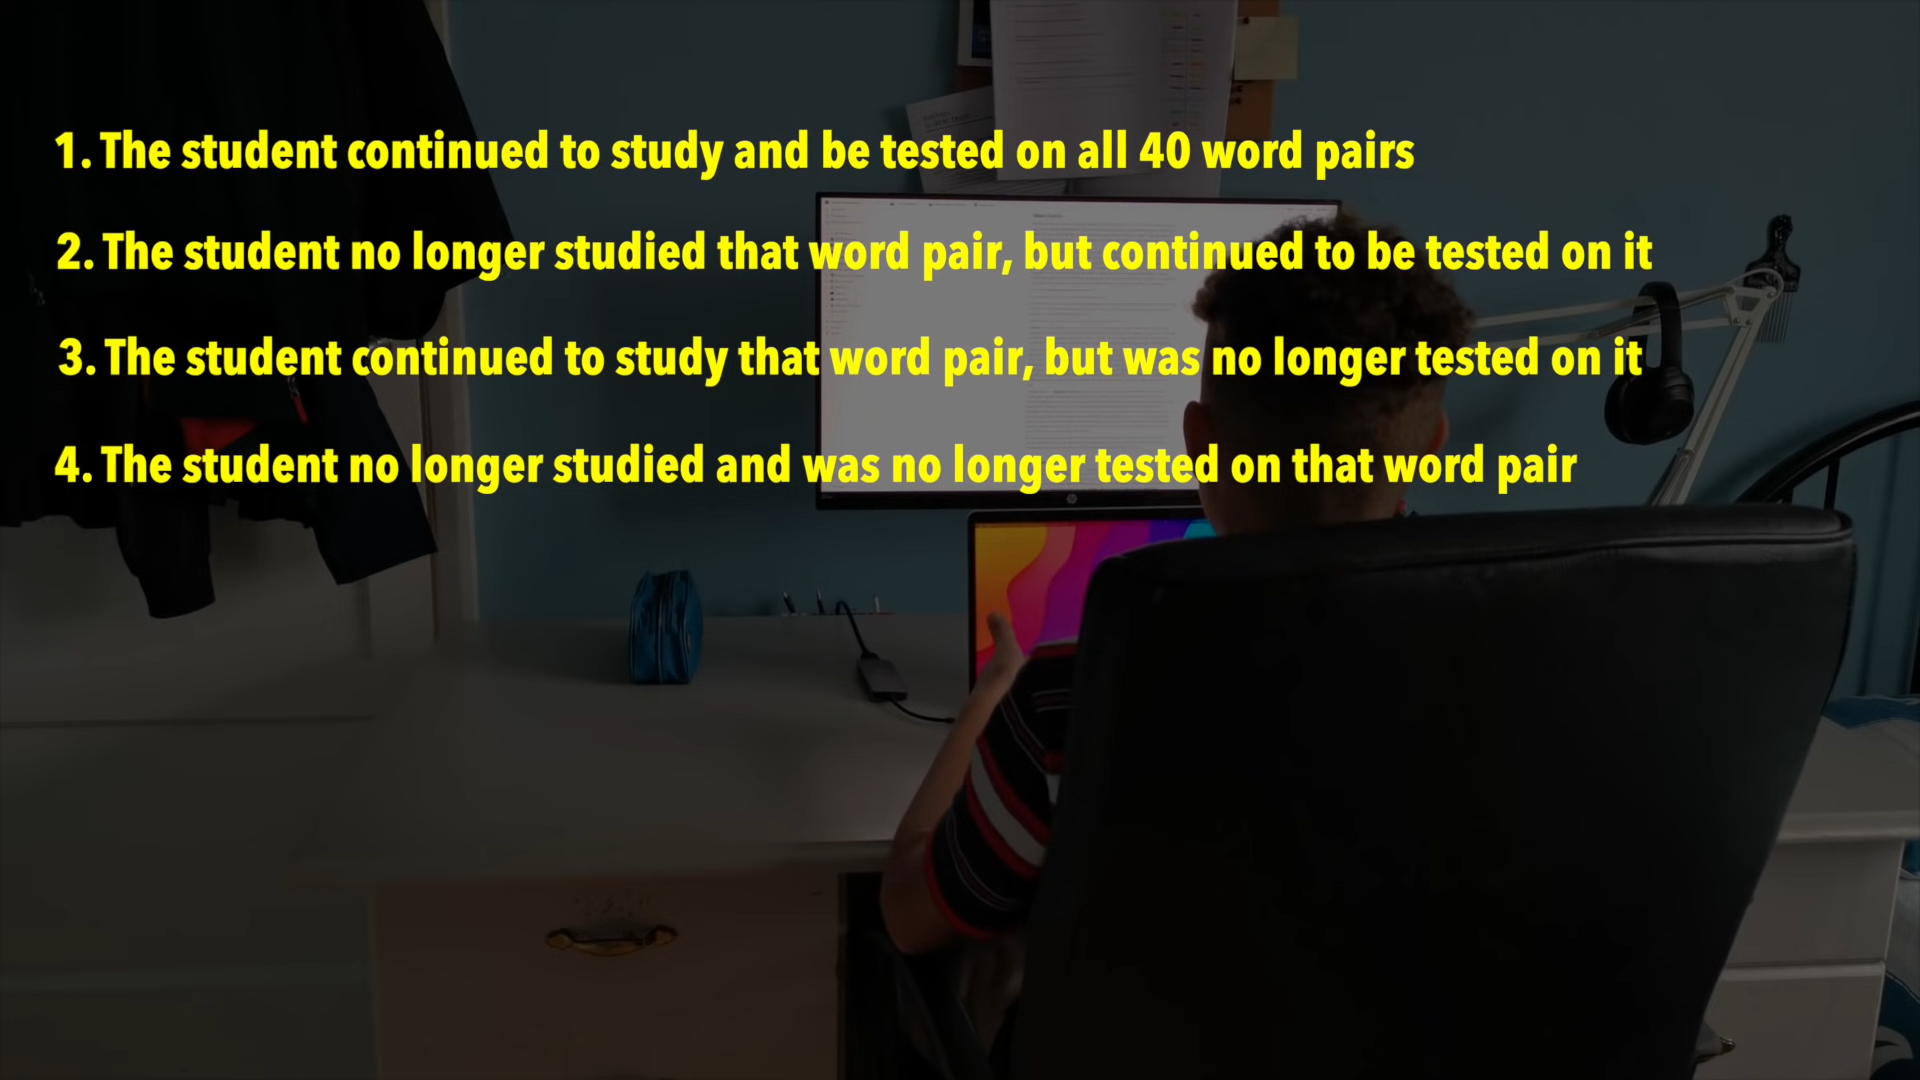 1. The student continued to study and be tested on all 40 word pairs
2. The student no longer studied that word pair, but continued to be tested on it
3. The student continued to study that word pair, but was no longer tested on it
4. The student no longer studied and was no longer tested on that word pair